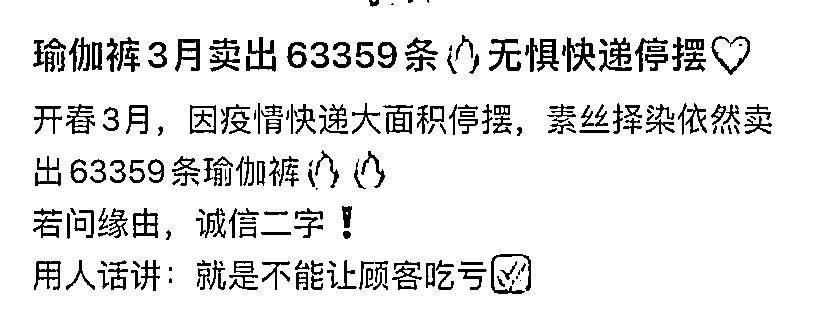 瑜伽裤3月卖出63359条🔥无惧快递停摆♡
开春3月，因疫情快递大面积停摆，素丝择染依然卖
出63359条瑜伽裤🔥🔥
若问缘由，诚信二字❗
用人话讲：就是不能让顾客吃亏✅